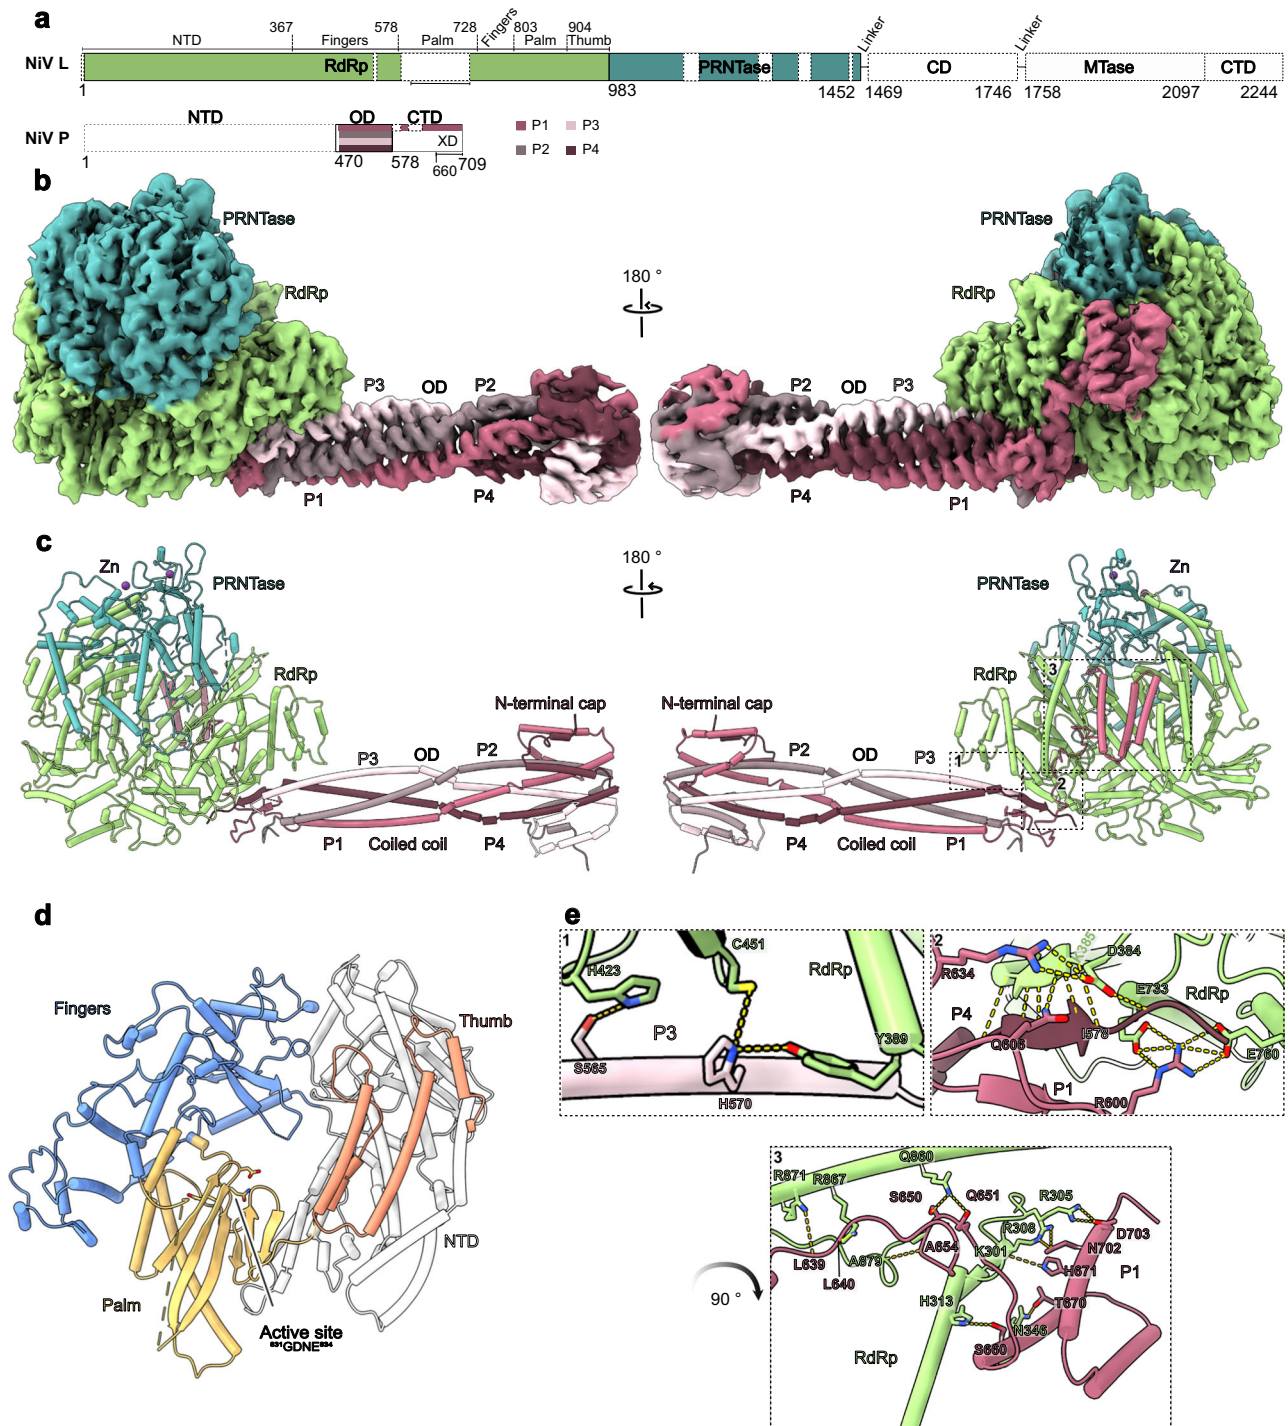 a
367 578 728 Fingers 803 904 Linker Linker
NTD Fingers Palm Palm Thumb
NiV L RdRp PRNTase CD MTase CTD
1 983 1452 1469 1746 1758 2097 2244
NTD OD CTD
NiV P XD
1 470 578 660 709
P1 P3
P2 P4
b
PRNTase
RdRp
P3 OD P2
P1 P4
180 °
PRNTase
RdRp
P2 OD P3
P4 P1
c
Zn
PRNTase
RdRp
N-terminal cap
P3 OD P2
P1 Coiled coil P4
180 °
Zn
PRNTase
RdRp
3
N-terminal cap
P2 OD P3
1
2
P4 Coiled coil P1
d
Fingers
Thumb
NTD
Palm
Active site
⁸³¹GDNE⁸³⁴
e
1
C451
H423
RdRp
P3
Y389
S565
H570
2
D384
R634
E733
RdRp
P4
I578
Q606
E760
P1
R600
3
Q860
R871 R867
S650 Q651
R305
R308
D703
A654 K301 N702
L639 A879
H671 P1
L640
H313
T670
N346
S660
RdRp
90 °